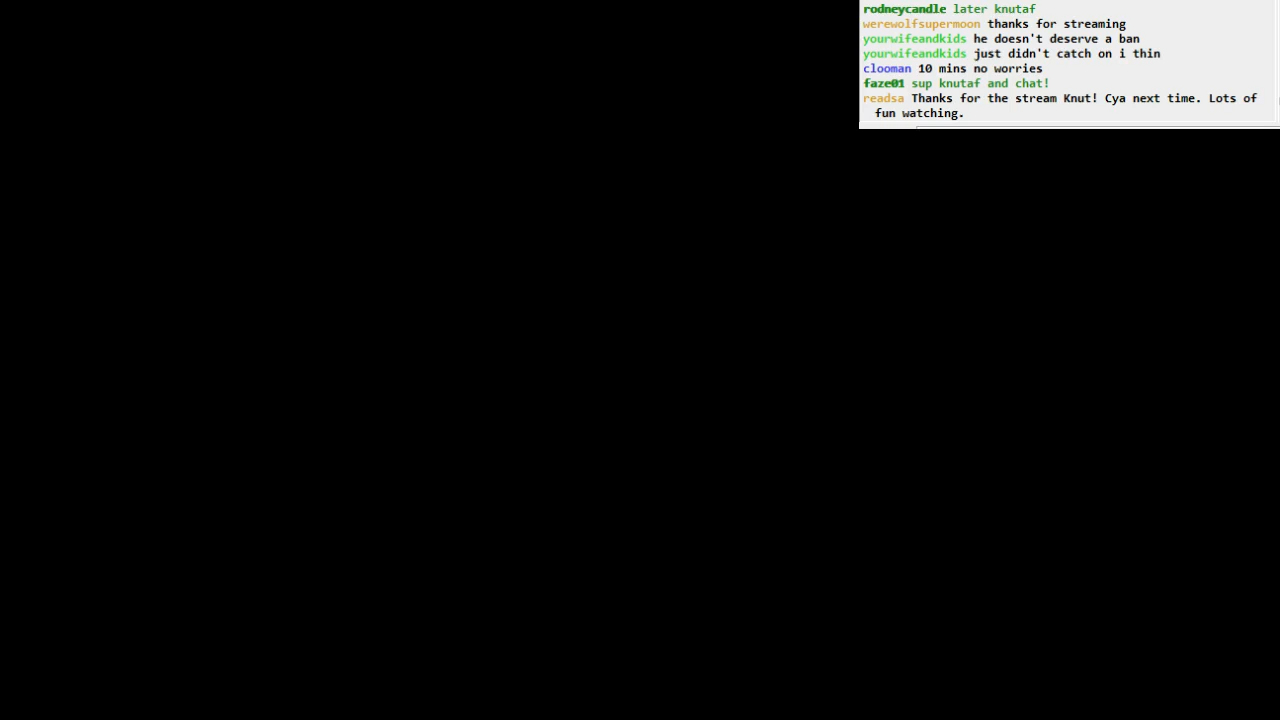 rodneycandle later knutaf
werewolfsupermoon thanks for streaming
yourwifeandkids he doesn't deserve a ban
yourwifeandkids just didn't catch on i thin
clooman 10 mins no worries
faze01 sup knutaf and chat!
readsa Thanks for the stream Knut! Cya next time. Lots of
fun watching.